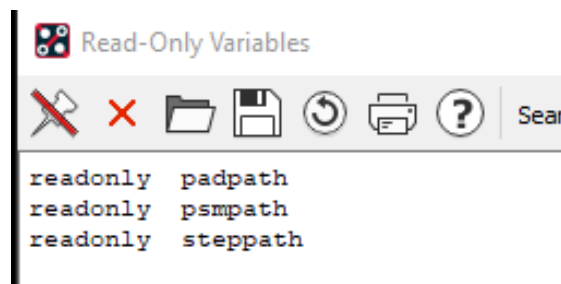 Read-Only Variables
Sear
readonly  padpath
readonly  psmpath
readonly  steppath